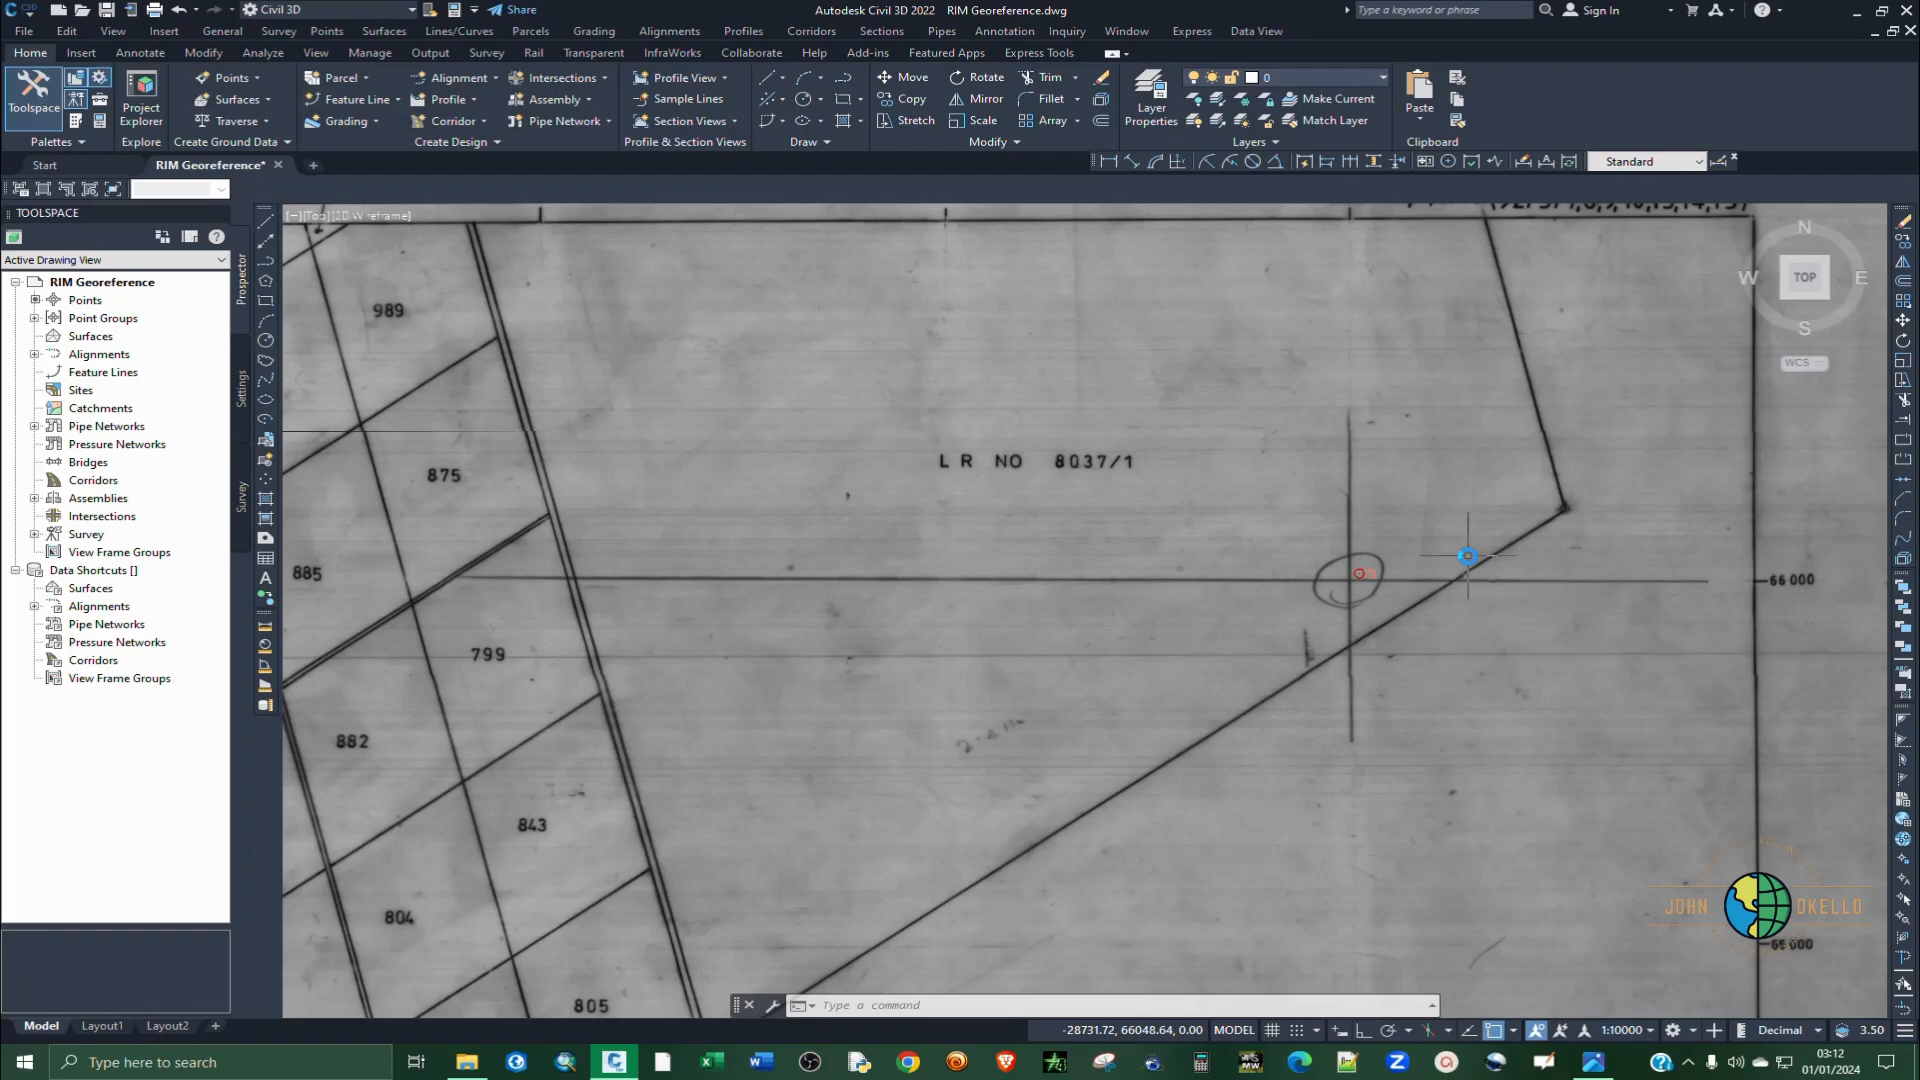 Civil 3D
Share
Autodesk Civil 3D 2022 RIM Georeference.dwg
Type a keyword or phrase
Sign In
File Edit View Insert General Survey Points Surfaces Lines/Curves Parcels Grading Alignments Profiles Corridors Sections Pipes Annotation Inquiry Window Express Data View
Home Insert Annotate Modify Analyze View Manage Output Survey Rail Transparent InfraWorks Collaborate Help Add-ins Featured Apps Express Tools
Toolspace
Palettes
Project Explorer
Explore
Points
Surfaces
Traverse
Create Ground Data
Parcel
Feature Line
Grading
Alignment
Profile
Corridor
Intersections
Assembly
Pipe Network
Create Design
Profile View
Sample Lines
Section Views
Profile & Section Views
Draw
Move
Copy
Stretch
Rotate
Mirror
Scale
Trim
Fillet
Array
Modify
Layer Properties
0
Make Current
Match Layer
Layers
Paste
Clipboard
Start
RIM Georeference*
Standard
TOOLSPACE
Active Drawing View
RIM Georeference
Points
Point Groups
Surfaces
Alignments
Feature Lines
Sites
Catchments
Pipe Networks
Pressure Networks
Bridges
Corridors
Assemblies
Intersections
Survey
View Frame Groups
Data Shortcuts []
Surfaces
Alignments
Pipe Networks
Pressure Networks
Corridors
View Frame Groups
Prospector
Settings
Survey
[−][Top][2D Wireframe]
N
W
TOP
E
S
WCS
989
875
885
799
882
843
804
805
L R NO 8037/1
66 000
JOHN OKELLO
Type a command
Model Layout1 Layout2
-28731.72, 66048.64, 0.00 MODEL
1:10000
Decimal
3.50
Type here to search
03:12
01/01/2024